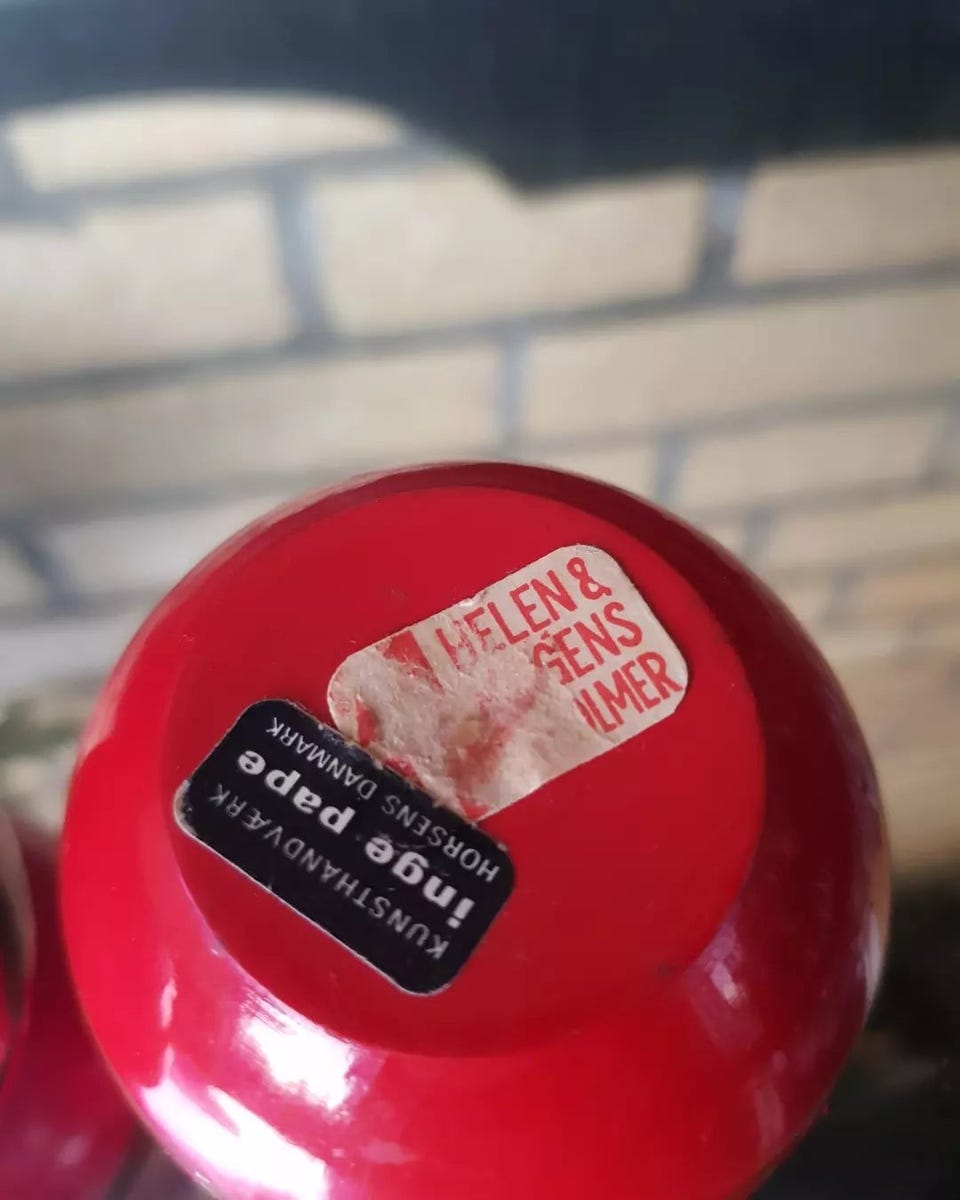 HELEN &
GENS
LMER
KUNSTHANDVÆRK
inge pape
HORSENS DANMARK